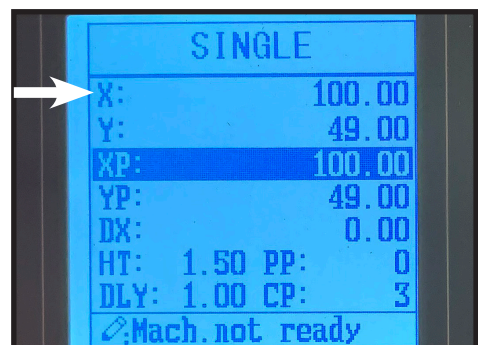 SINGLE
X: 100.00
Y: 49.00
XP: 100.00
YP: 49.00
DX: 0.00
HT: 1.50 PP: 0
DLY: 1.00 CP: 3
:Mach.not ready